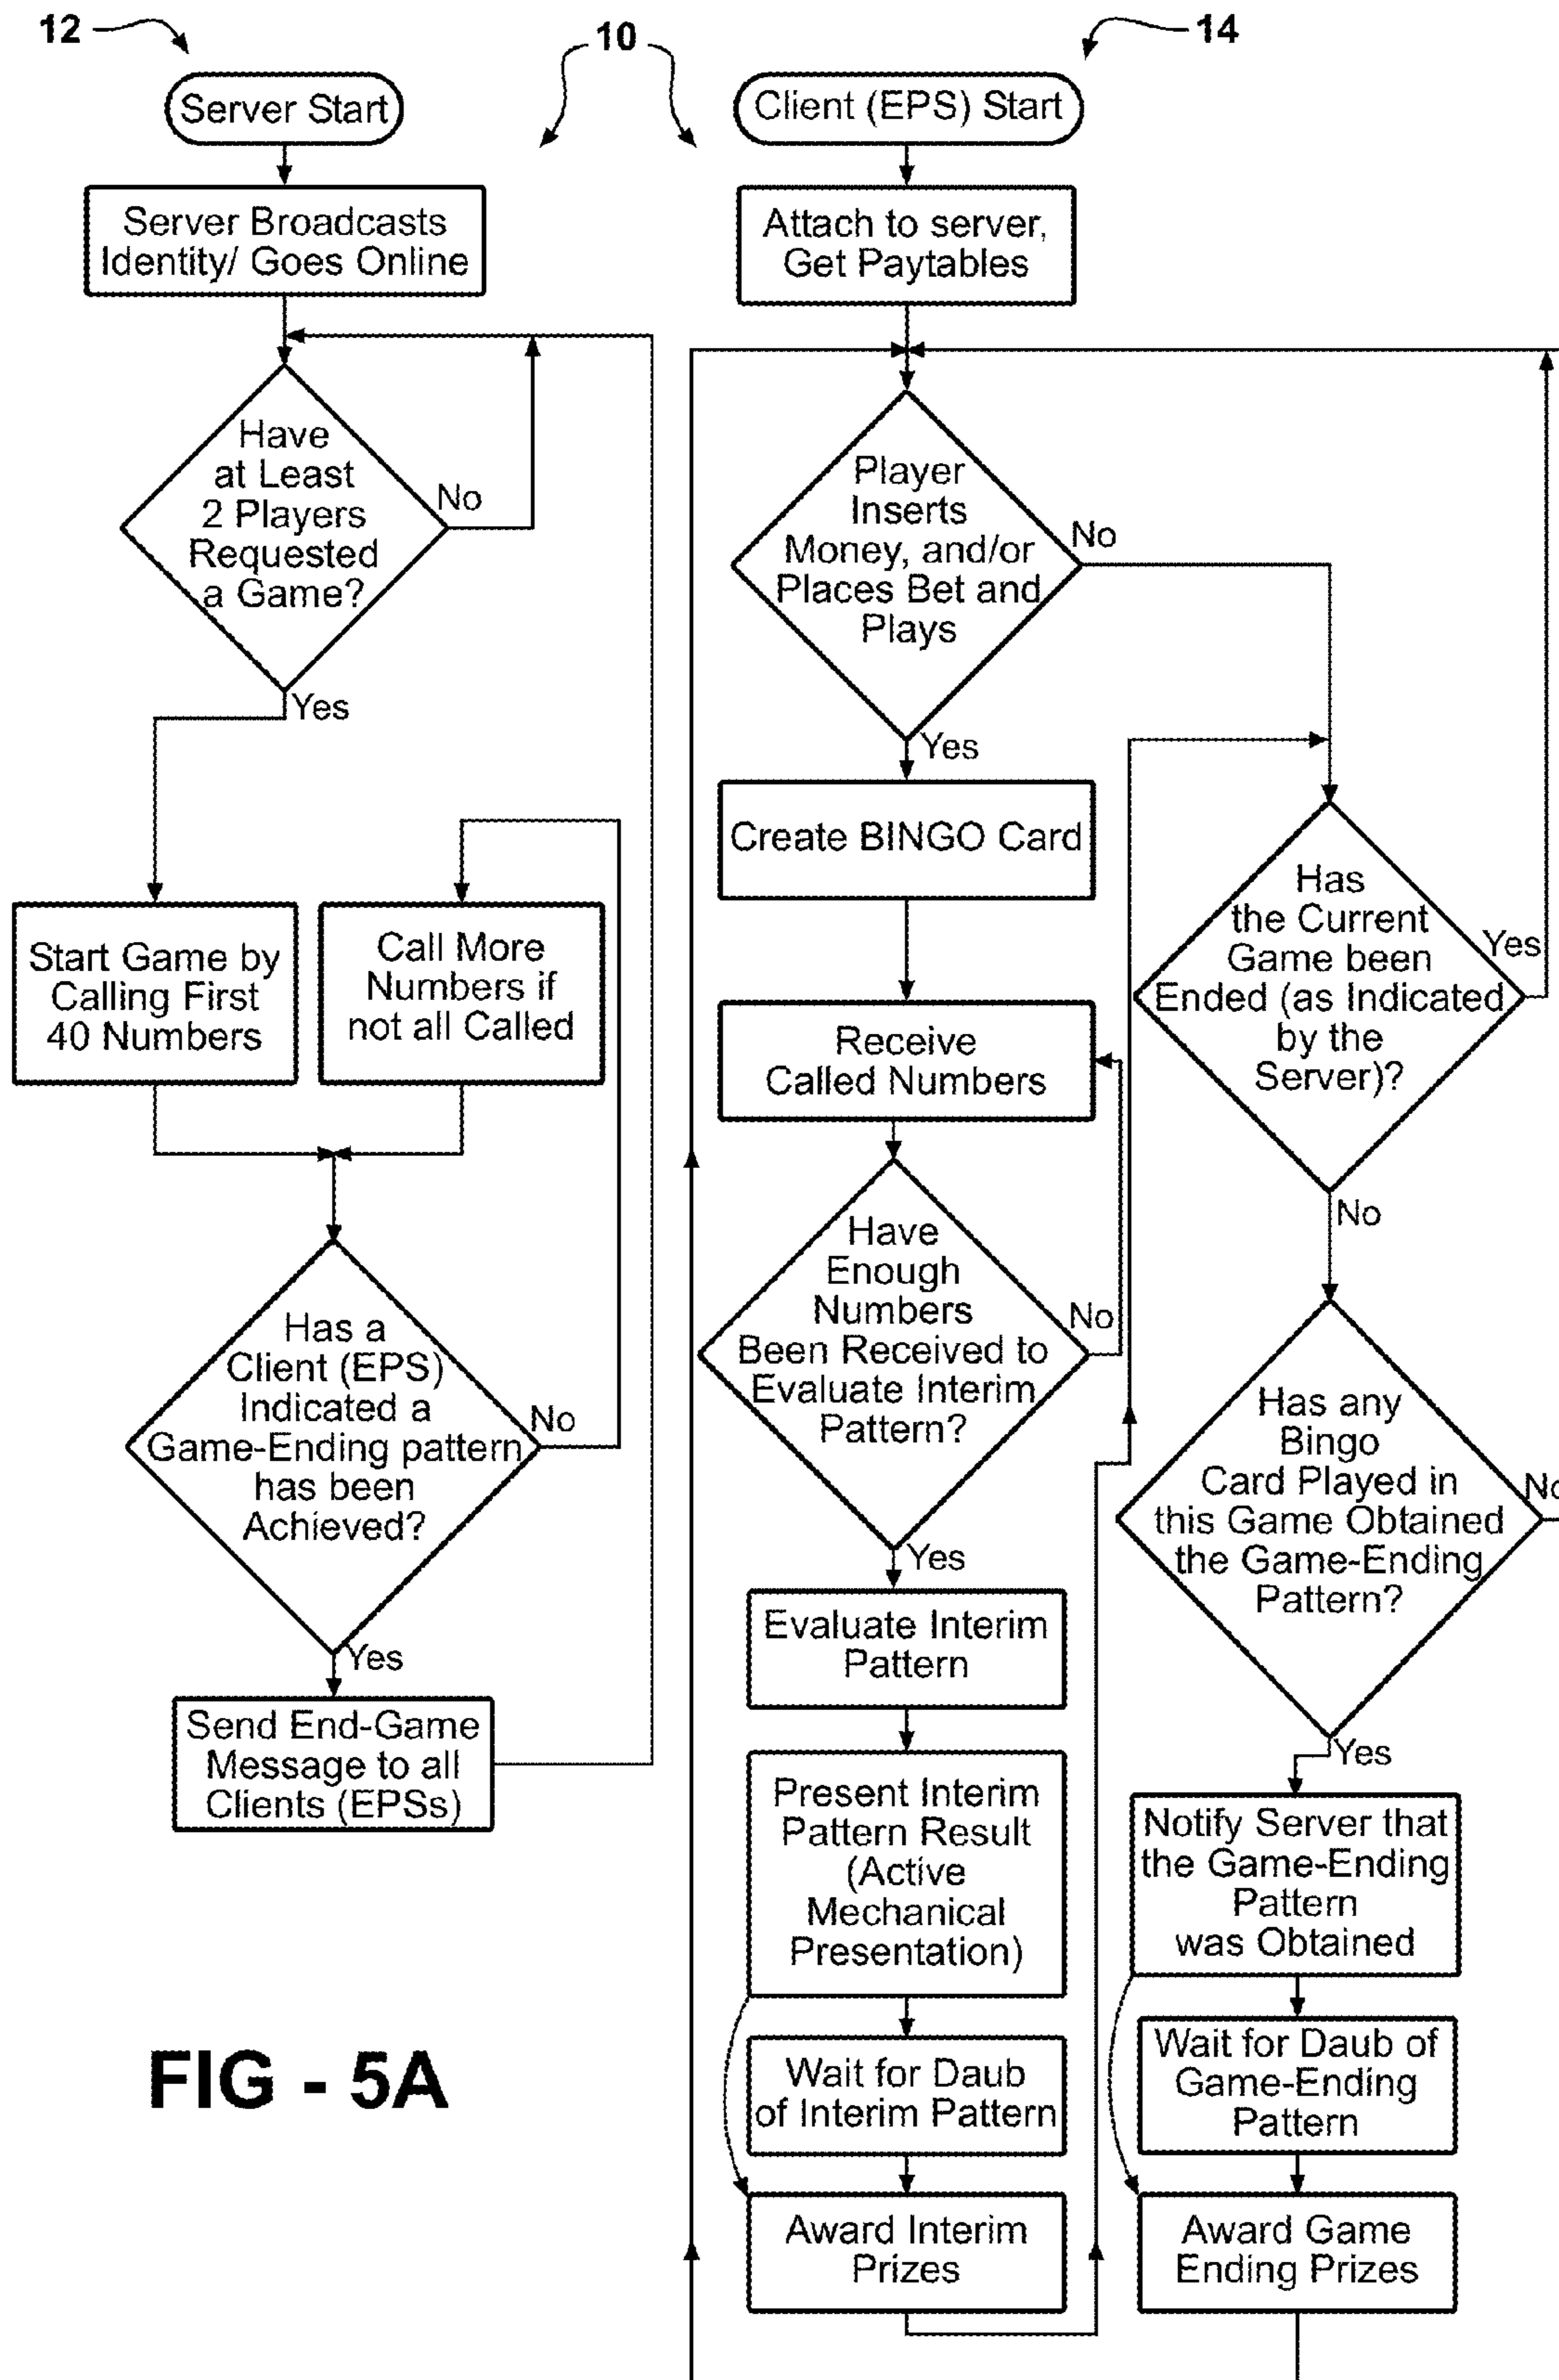 12
10
14
Server Start
Server Broadcasts
Identity/ Goes Online
Have
at Least
2 Players
Requested
a Game?
No
Yes
Start Game by
Calling First
40 Numbers
Call More
Numbers if
not all Called
Has a
Client (EPS)
Indicated a
Game-Ending pattern
has been
Achieved?
No
Yes
Send End-Game
Message to all
Clients (EPSs)
Client (EPS) Start
Attach to server,
Get Paytables
Player
Inserts
Money, and/or
Places Bet and
Plays
No
Yes
Create BINGO Card
Receive
Called Numbers
Have
Enough
Numbers
Been Received to
Evaluate Interim
Pattern?
No
Yes
Evaluate Interim
Pattern
Present Interim
Pattern Result
(Active
Mechanical
Presentation)
Wait for Daub
of Interim Pattern
Award Interim
Prizes
Has
the Current
Game been
Ended (as Indicated
by the
Server)?
Yes
No
Has any
Bingo
Card Played in
this Game Obtained
the Game-Ending
Pattern?
No
Yes
Notify Server that
the Game-Ending
Pattern
was Obtained
Wait for Daub of
Game-Ending
Pattern
Award Game
Ending Prizes
FIG - 5A